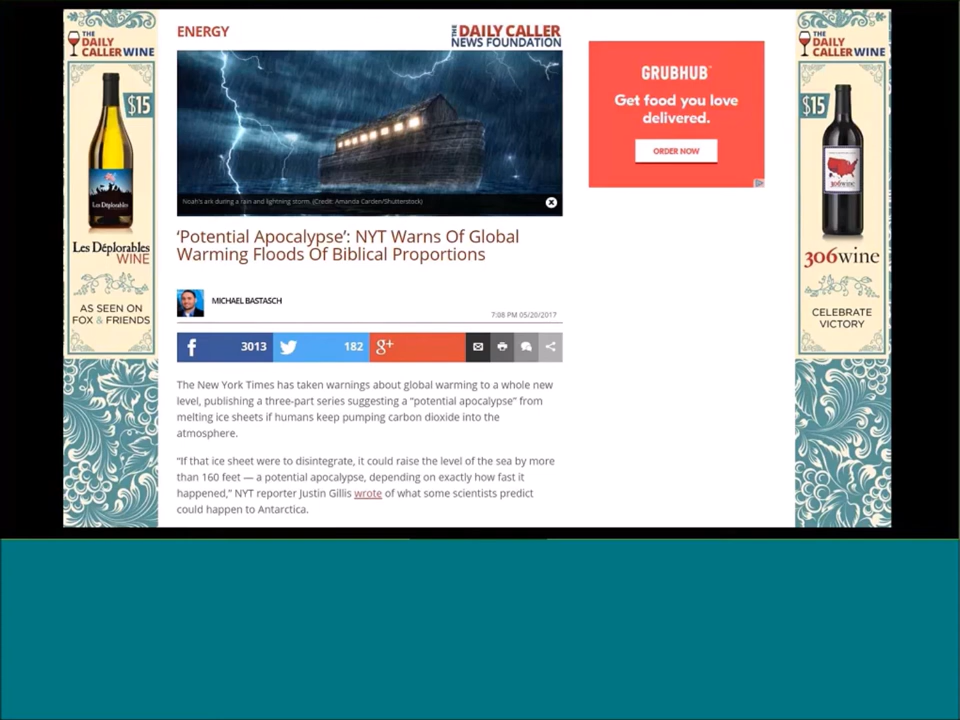 THE
DAILY
CALLER WINE
$15
Les Déplorables
Les Déplorables
WINE
AS SEEN ON
FOX & FRIENDS
ENERGY
THE DAILY CALLER
NEWS FOUNDATION
Noah's ark during a rain and lightning storm. (Credit: Amanda Carden/Shutterstock)
'Potential Apocalypse': NYT Warns Of Global
Warming Floods Of Biblical Proportions
MICHAEL BASTASCH
7:08 PM 05/20/2017
f 3013 182 g+
The New York Times has taken warnings about global warming to a whole new
level, publishing a three-part series suggesting a “potential apocalypse” from
melting ice sheets if humans keep pumping carbon dioxide into the
atmosphere.
“If that ice sheet were to disintegrate, it could raise the level of the sea by more
than 160 feet — a potential apocalypse, depending on exactly how fast it
happened,” NYT reporter Justin Gillis wrote of what some scientists predict
could happen to Antarctica.
GRUBHUB
Get food you love
delivered.
ORDER NOW
THE
DAILY
CALLER WINE
$15
306wine
306wine
CELEBRATE
VICTORY